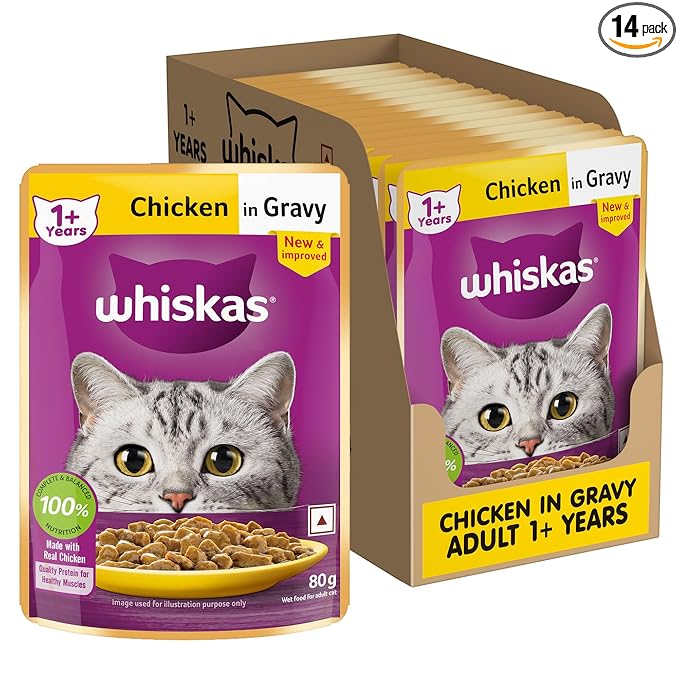 14 pack
1+
YEARS
whiskas
1+
Years
Chicken in Gravy
New &
improved
whiskas®
COMPLETE & BALANCED
100%
NUTRITION
Made with
Real Chicken
Quality Protein for
Healthy Muscles
80g
Wet food for adult cat
Image used for illustration purpose only
1+
Years
Chicken in Gravy
New &
improved
whiskas®
CHICKEN IN GRAVY
ADULT 1+ YEARS